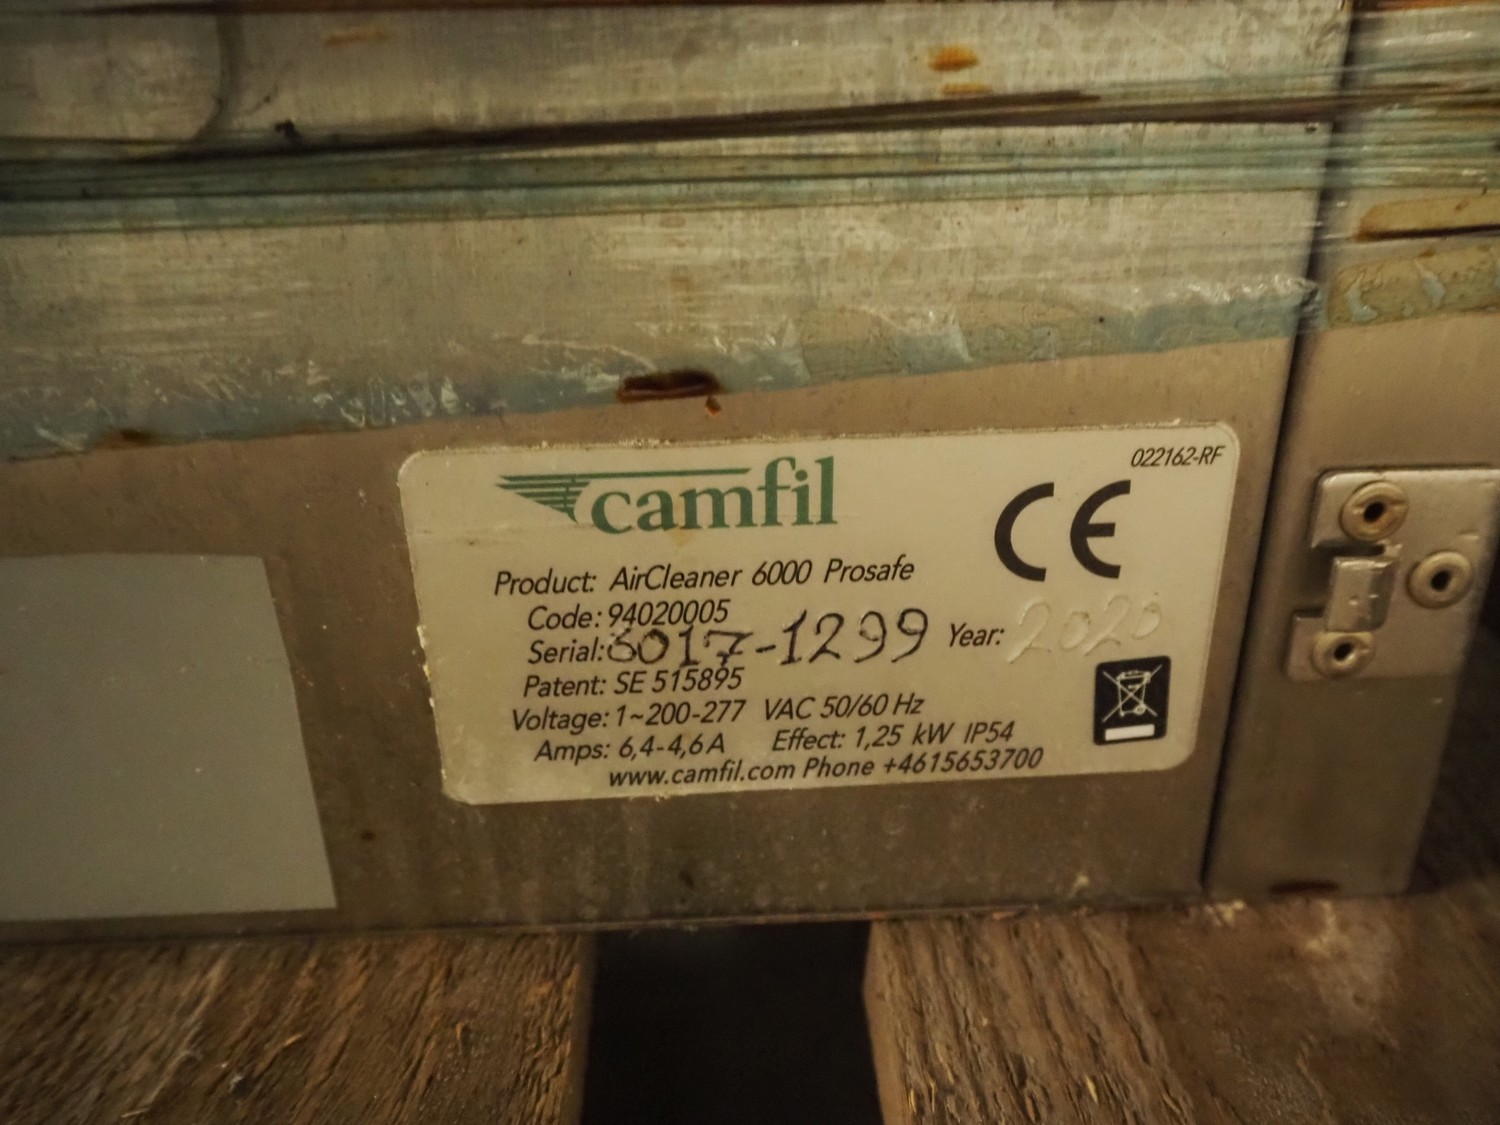 022162-RF
camfil
CE
Product: AirCleaner 6000 Prosafe
Code: 94020005
Serial: 6017-1299 Year: 2020
Patent: SE 515895
Voltage: 1~200-277 VAC 50/60 Hz
Amps: 6,4-4,6A Effect: 1,25 kW IP54
www.camfil.com Phone +4615653700